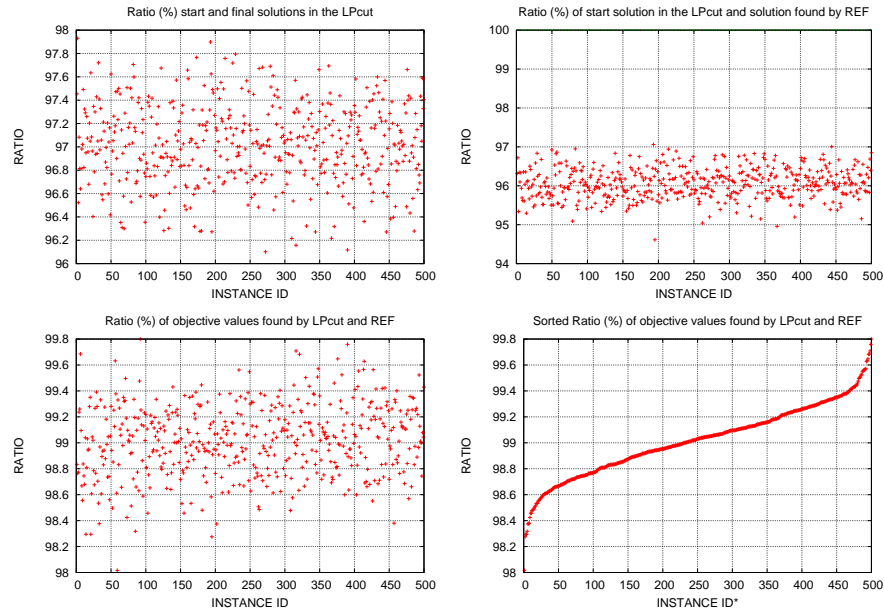 Ratio (%) start and final solutions in the LPcut
98
97.8
97.6
97.4
97.2
97
96.8
96.6
96.4
96.2
96
RATIO
0 50 100 150 200 250 300 350 400 450 500
INSTANCE ID
Ratio (%) of start solution in the LPcut and solution found by REF
100
99
98
97
96
95
94
RATIO
0 50 100 150 200 250 300 350 400 450 500
INSTANCE ID
Ratio (%) of objective values found by LPcut and REF
99.8
99.6
99.4
99.2
99
98.8
98.6
98.4
98.2
98
RATIO
0 50 100 150 200 250 300 350 400 450 500
INSTANCE ID
Sorted Ratio (%) of objective values found by LPcut and REF
99.8
99.6
99.4
99.2
99
98.8
98.6
98.4
98.2
98
RATIO
0 50 100 150 200 250 300 350 400 450 500
INSTANCE ID*